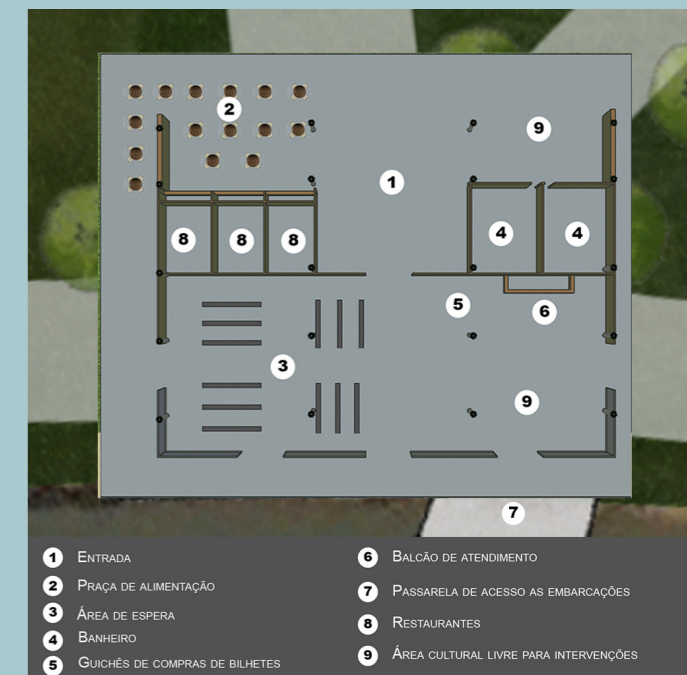 2
9
1
8
8
8
4
4
5
6
3
9
7
1 Entrada
2 Praça de alimentação
3 Área de espera
4 Banheiro
5 Guichês de compras de bilhetes
6 Balcão de atendimento
7 Passarela de acesso as embarcações
8 Restaurantes
9 Área cultural livre para intervenções